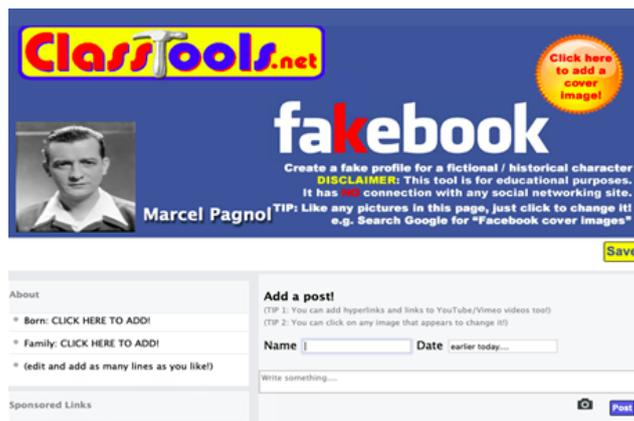 ClassTools.net
Click here
to add a
cover
image!
fakebook
Create a fake profile for a fictional / historical character
DISCLAIMER: This tool is for educational purposes.
It has NO connection with any social networking site.
Marcel Pagnol
TIP: Like any pictures in this page, just click to change it!
e.g. Search Google for "Facebook cover images"
Save
About
Born: CLICK HERE TO ADD!
Family: CLICK HERE TO ADD!
(edit and add as many lines as you like!)
Sponsored Links
Add a post!
(TIP 1: You can add hyperlinks and links to YouTube/Vimeo videos too!)
(TIP 2: You can click on any image that appears to change it!)
Name Date earlier today....
Write something....
Post